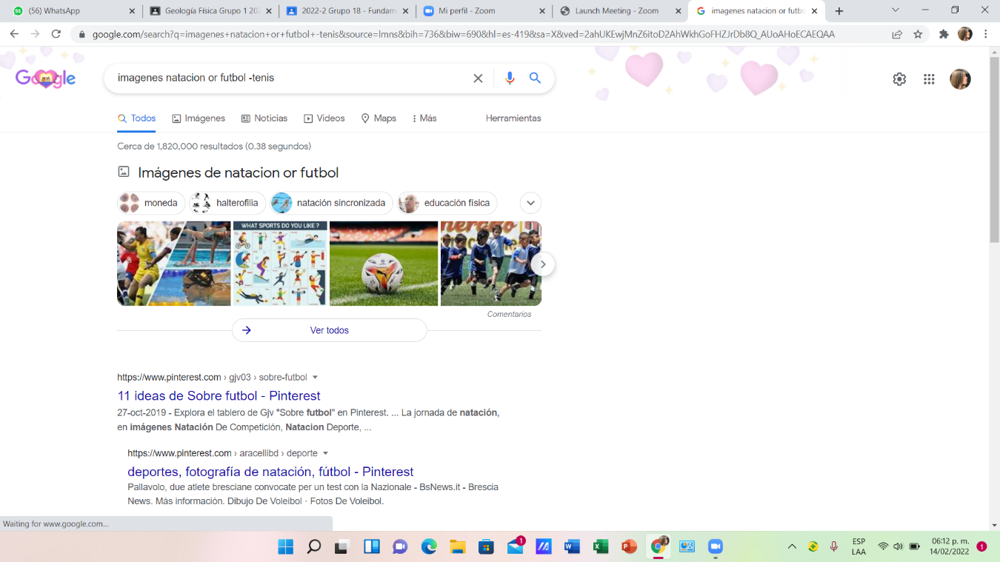 (56) WhatsApp
Geología Física Grupo 1 202
2022-2 Grupo 18 - Fundam
Mi perfil - Zoom
Launch Meeting - Zoom
imagenes natacion or futbo
google.com/search?q=imagenes+natacion+or+futbol+-tenis&source=lmns&bih=736&biw=690&hl=es-419&sa=X&ved=2ahUKEwjMnZ6itoD2AhWkhGoFHZJrDb8Q_AUoAHoECAEQAA
Google
imagenes natacion or futbol -tenis
Todos Imágenes Noticias Videos Maps Más Herramientas
Cerca de 1,820,000 resultados (0.38 segundos)
Imágenes de natacion or futbol
moneda halterofilia natación sincronizada educación física
WHAT SPORTS DO YOU LIKE ?
Comentarios
Ver todos
https://www.pinterest.com › gjv03 › sobre-futbol
11 ideas de Sobre futbol - Pinterest
27-oct-2019 - Explora el tablero de Gjv "Sobre futbol" en Pinterest. ... La jornada de natación,
en imágenes Natación De Competición, Natacion Deporte, ...
https://www.pinterest.com › aracellibd › deporte
deportes, fotografía de natación, fútbol - Pinterest
Pallavolo, due atlete bresciane convocate per un test con la Nazionale - BsNews.it - Brescia
News. Más información. Dibujo De Voleibol · Fotos De Voleibol.
Waiting for www.google.com...
ESP
LAA
06:12 p. m.
14/02/2022